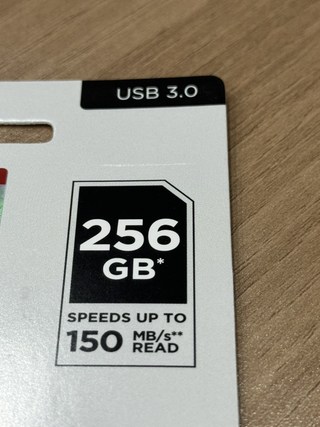 USB 3.0
256
GB*
SPEEDS UP TO
150 MB/s**
READ